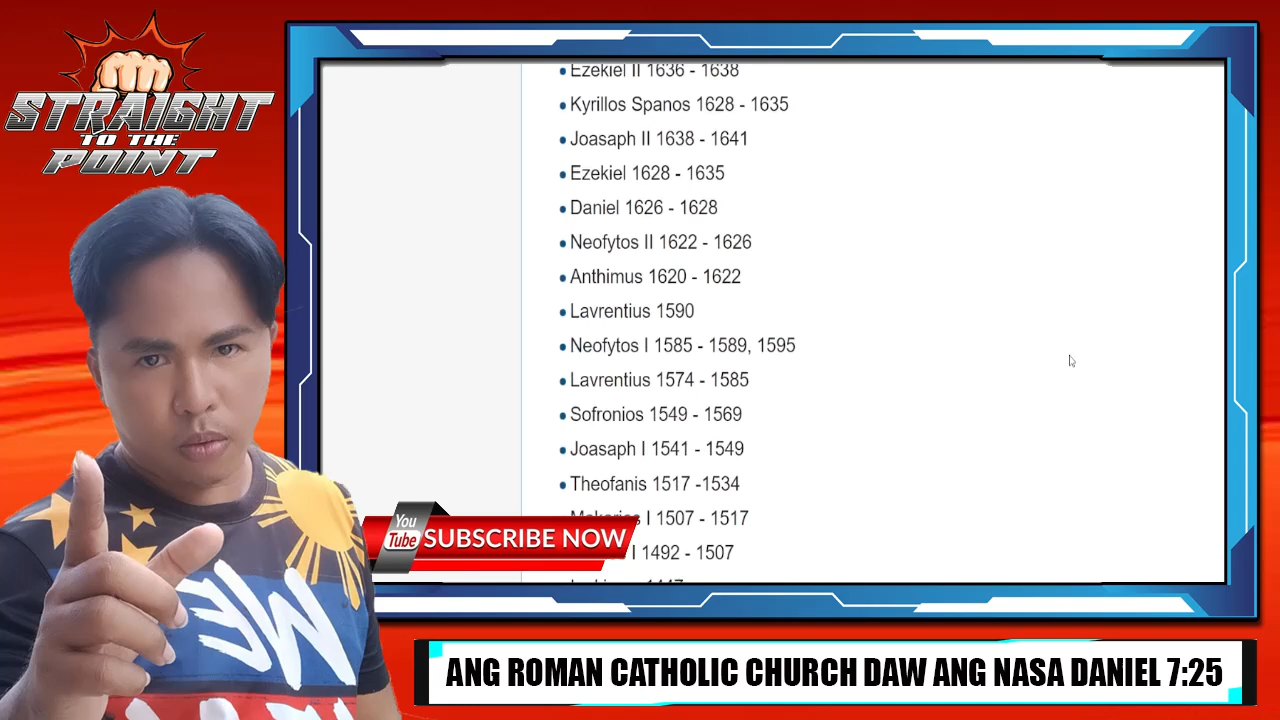 STRAIGHT
TO THE
POINT
Ezekiel II 1636 - 1638
Kyrillos Spanos 1628 - 1635
Joasaph II 1638 - 1641
Ezekiel 1628 - 1635
Daniel 1626 - 1628
Neofytos II 1622 - 1626
Anthimus 1620 - 1622
Lavrentius 1590
Neofytos I 1585 - 1589, 1595
Lavrentius 1574 - 1585
Sofronios 1549 - 1569
Joasaph I 1541 - 1549
Theofanis 1517 -1534
I 1507 - 1517
I 1492 - 1507
You
Tube
SUBSCRIBE NOW
ANG ROMAN CATHOLIC CHURCH DAW ANG NASA DANIEL 7:25